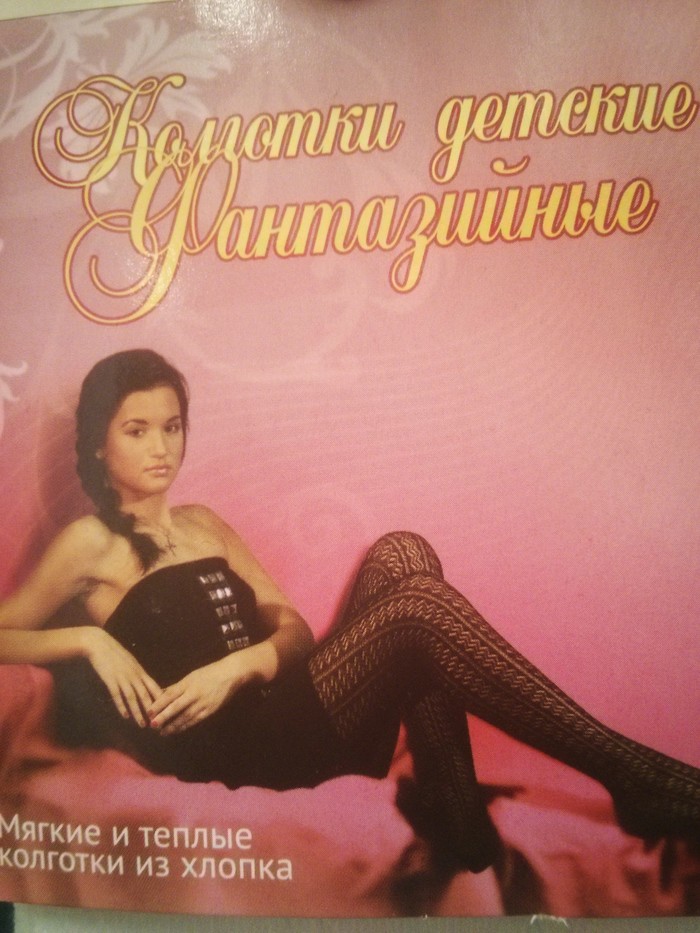 Колготки детские
Фантазийные
Мягкие и теплые
колготки из хлопка